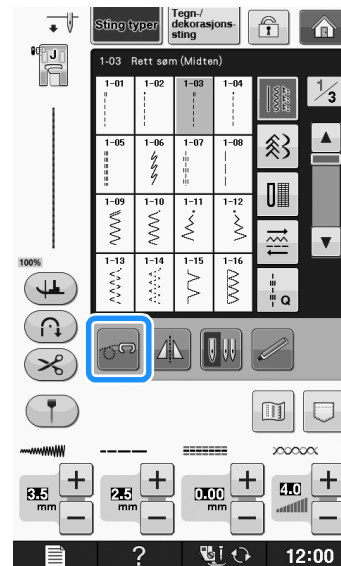 Sting typer
Tegn-/
dekorasjons-
sting
J
1-03 Rett søm (Midten)
1/3
1-01 1-02 1-03 1-04
1-05 1-06 1-07 1-08
1-09 1-10 1-11 1-12
1-13 1-14 1-15 1-16
Q
100%
3.5 mm
2.5 mm
0.00 mm
4.0
?
12:00